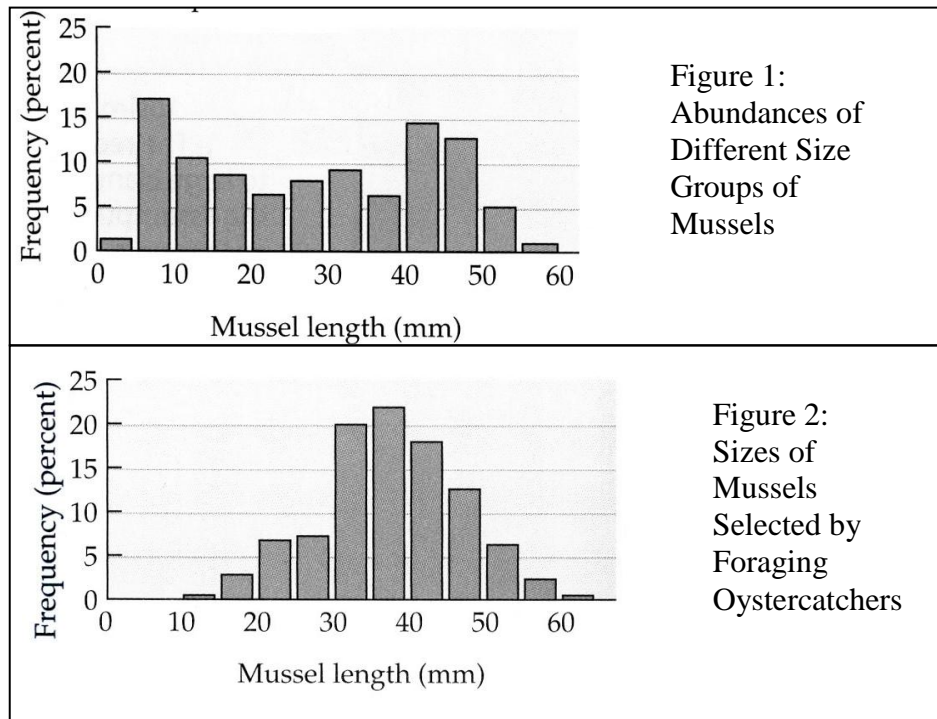 25
20
15
10
5
0
Frequency (percent)
0 10 20 30 40 50 60
Mussel length (mm)
Figure 1:
Abundances of
Different Size
Groups of
Mussels
25
20
15
10
5
0
Frequency (percent)
0 10 20 30 40 50 60
Mussel length (mm)
Figure 2:
Sizes of
Mussels
Selected by
Foraging
Oystercatchers